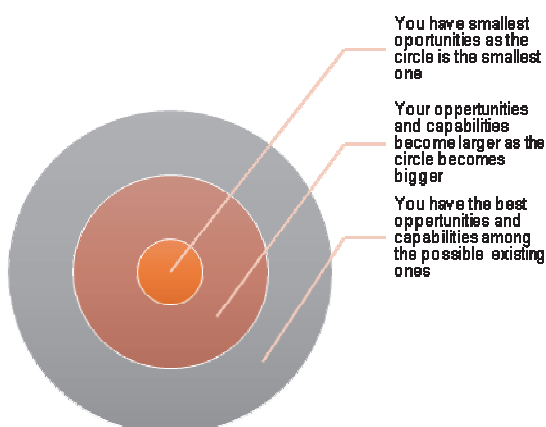 You have smallest
oportunities as the
circle is the smallest
one
Your oppertunities
and capabilities
become larger as the
circle becomes
bigger
You have the best
oppertunities and
capabilities among
the possible existing
ones